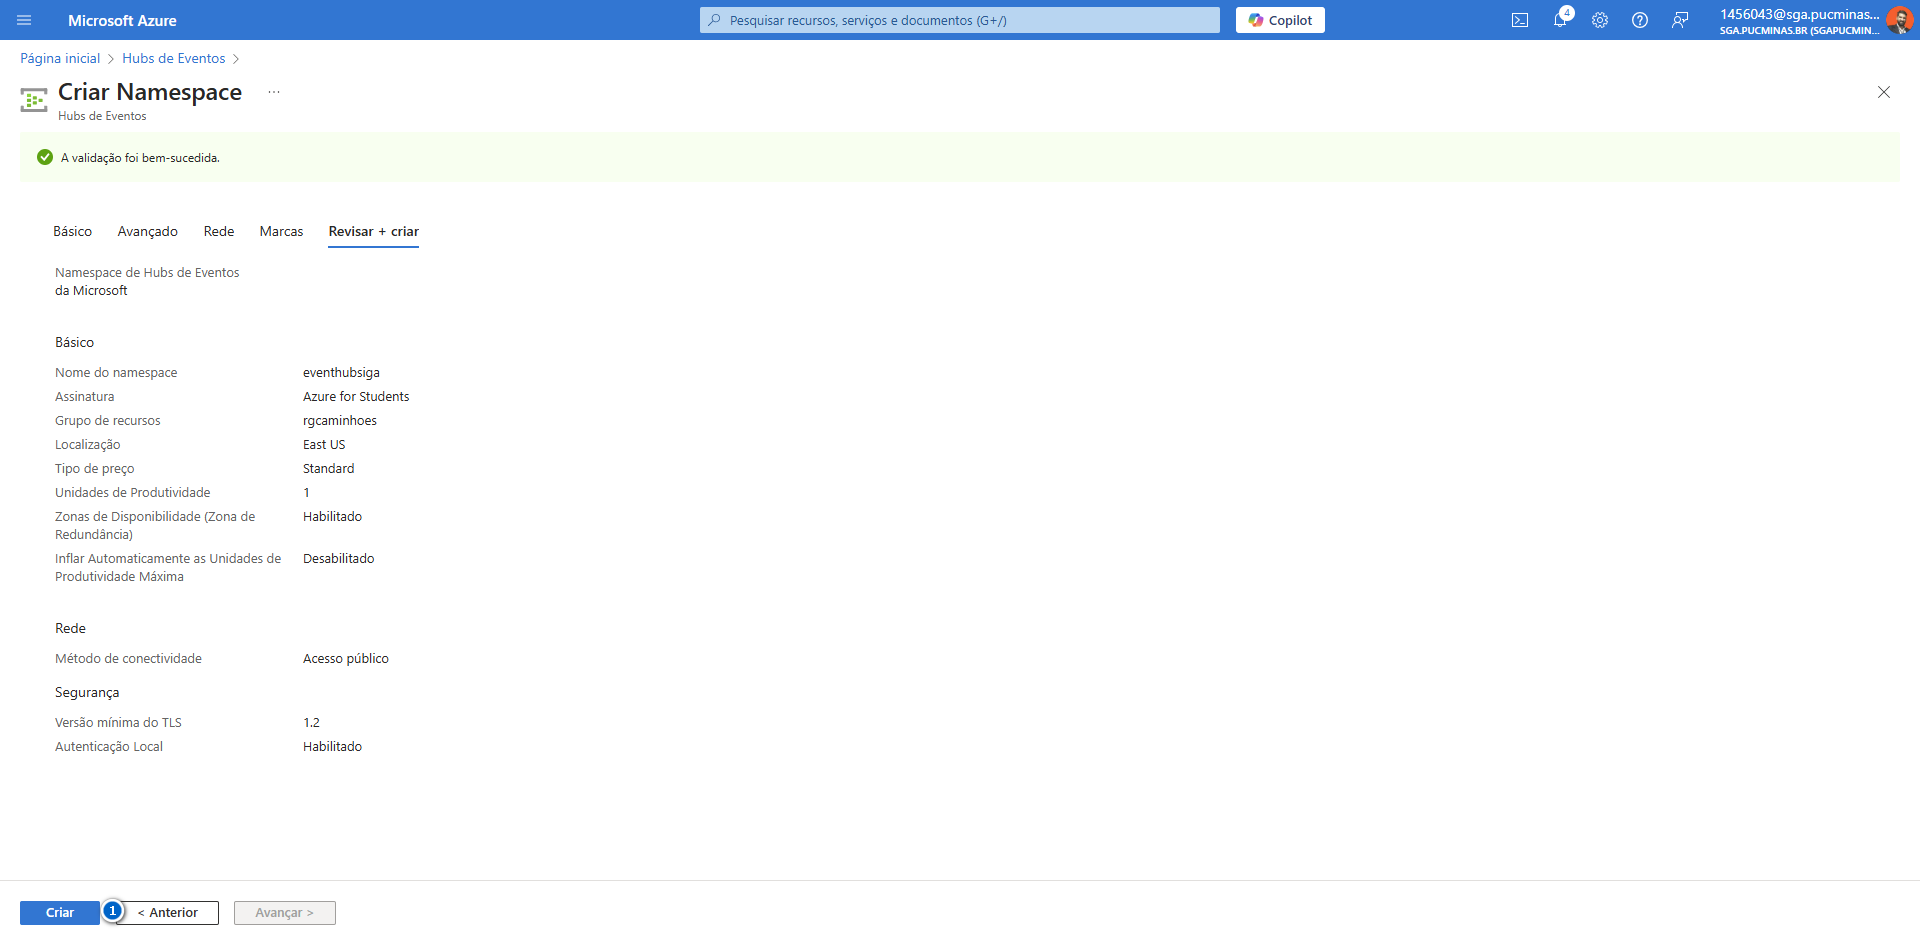 Microsoft Azure
Pesquisar recursos, serviços e documentos (G+/)
Copilot
4
1456043@sga.pucminas...
SGA.PUCMINAS.BR (SGAPUCMIN...
Página inicial
Hubs de Eventos
Criar Namespace
...
Hubs de Eventos
A validação foi bem-sucedida.
Básico
Avançado
Rede
Marcas
Revisar + criar
Namespace de Hubs de Eventos
da Microsoft
Básico
Nome do namespace
eventhubsiga
Assinatura
Azure for Students
Grupo de recursos
rgcaminhoes
Localização
East US
Tipo de preço
Standard
Unidades de Produtividade
1
Zonas de Disponibilidade (Zona de
Redundância)
Habilitado
Inflar Automaticamente as Unidades de
Produtividade Máxima
Desabilitado
Rede
Método de conectividade
Acesso público
Segurança
Versão mínima do TLS
1.2
Autenticação Local
Habilitado
Criar
1
< Anterior
Avançar >